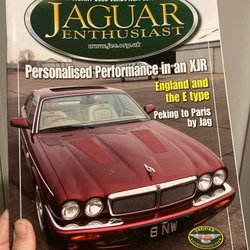 JAGUAR
ENTHUSIAST
www.jec.org.uk
Personalised Performance in an XJR
England and
the E type
Peking to Paris
by Jag
8 NW
JAGUAR